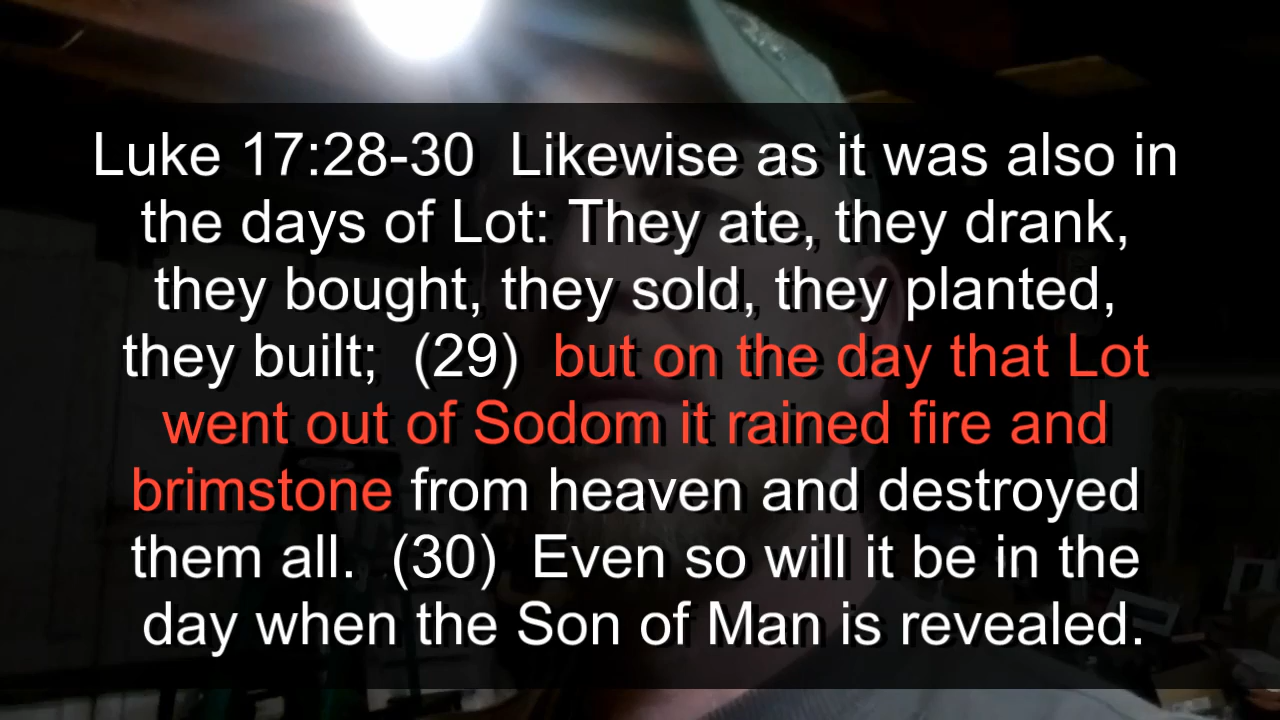 Luke 17:28-30  Likewise as it was also in
the days of Lot: They ate, they drank,
they bought, they sold, they planted,
they built;  (29)  but on the day that Lot
went out of Sodom it rained fire and
brimstone from heaven and destroyed
them all.  (30)  Even so will it be in the
day when the Son of Man is revealed.